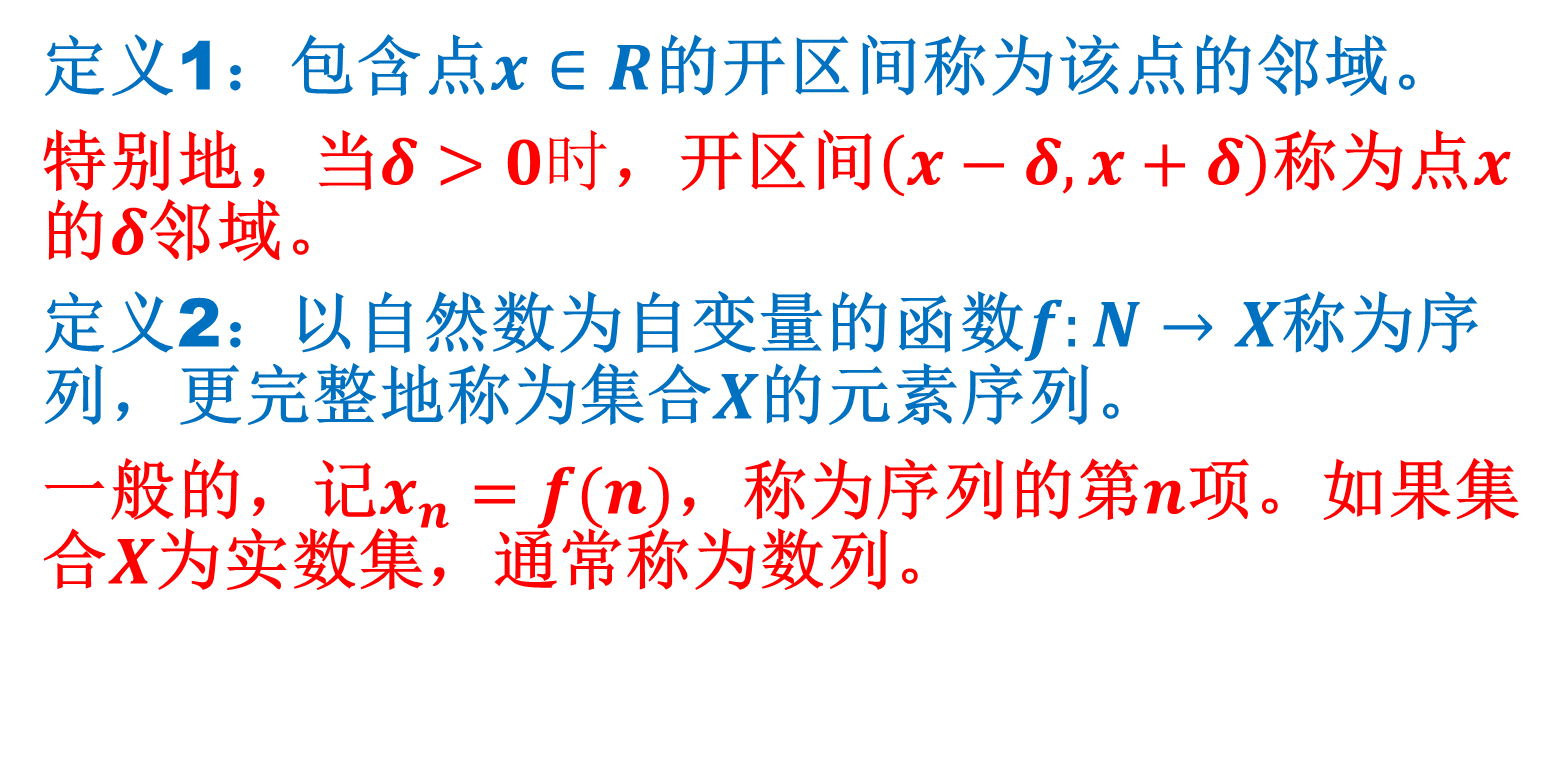 定义1：包含点x ∈ R的开区间称为该点的邻域。
特别地，当δ > 0时，开区间(x − δ, x + δ)称为点x
的δ邻域。
定义2：以自然数为自变量的函数f: N → X称为序
列，更完整地称为集合X的元素序列。
一般的，记xₙ = f(n)，称为序列的第n项。如果集
合X为实数集，通常称为数列。